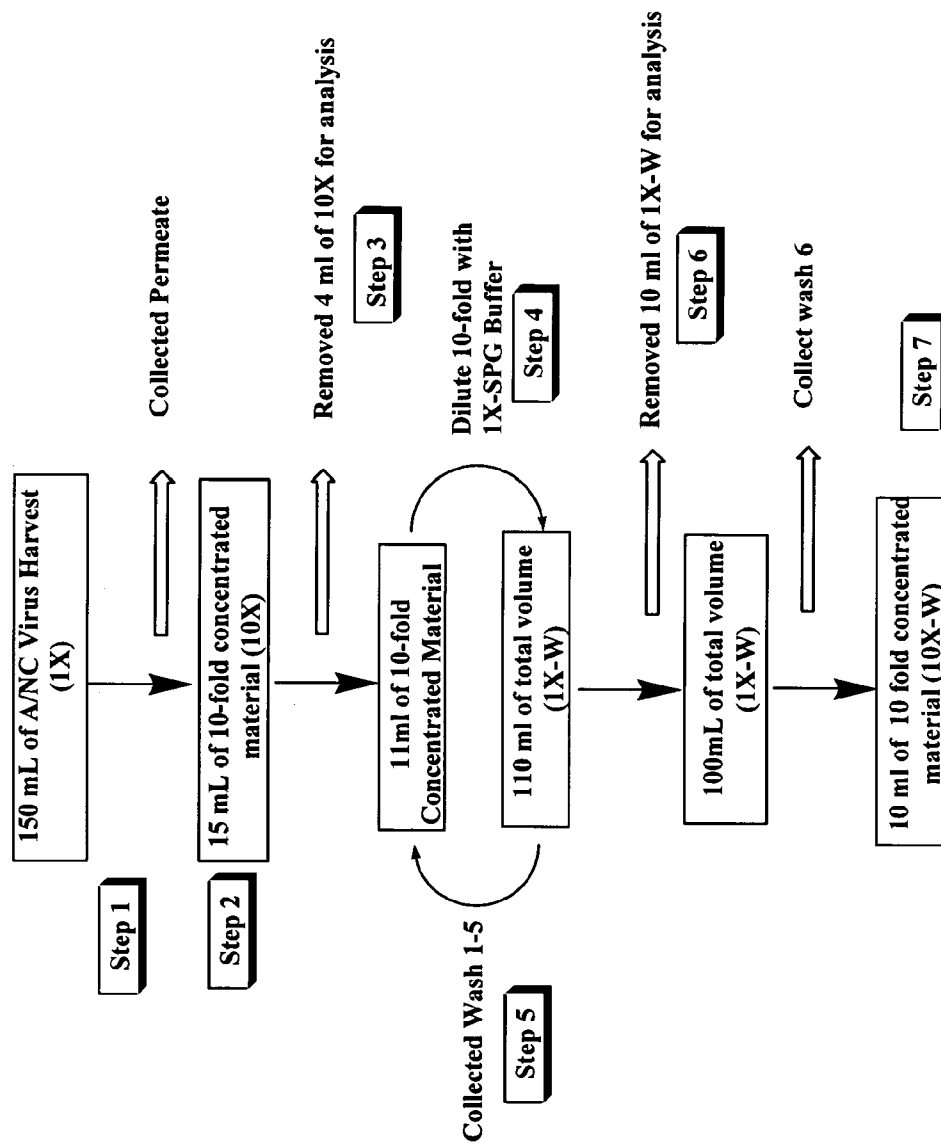 150 mL of A/NC Virus Harvest
(1X)
Step 1
Collected Permeate
Step 2
15 mL of 10-fold concentrated
material (10X)
Removed 4 ml of 10X for analysis
Step 3
11ml of 10-fold
Concentrated Material
Dilute 10-fold with
1X-SPG Buffer
Step 4
Collected Wash 1-5
Step 5
110 ml of total volume
(1X-W)
Removed 10 ml of 1X-W for analysis
Step 6
100mL of total volume
(1X-W)
Collect wash 6
Step 7
10 ml of 10 fold concentrated
material (10X-W)